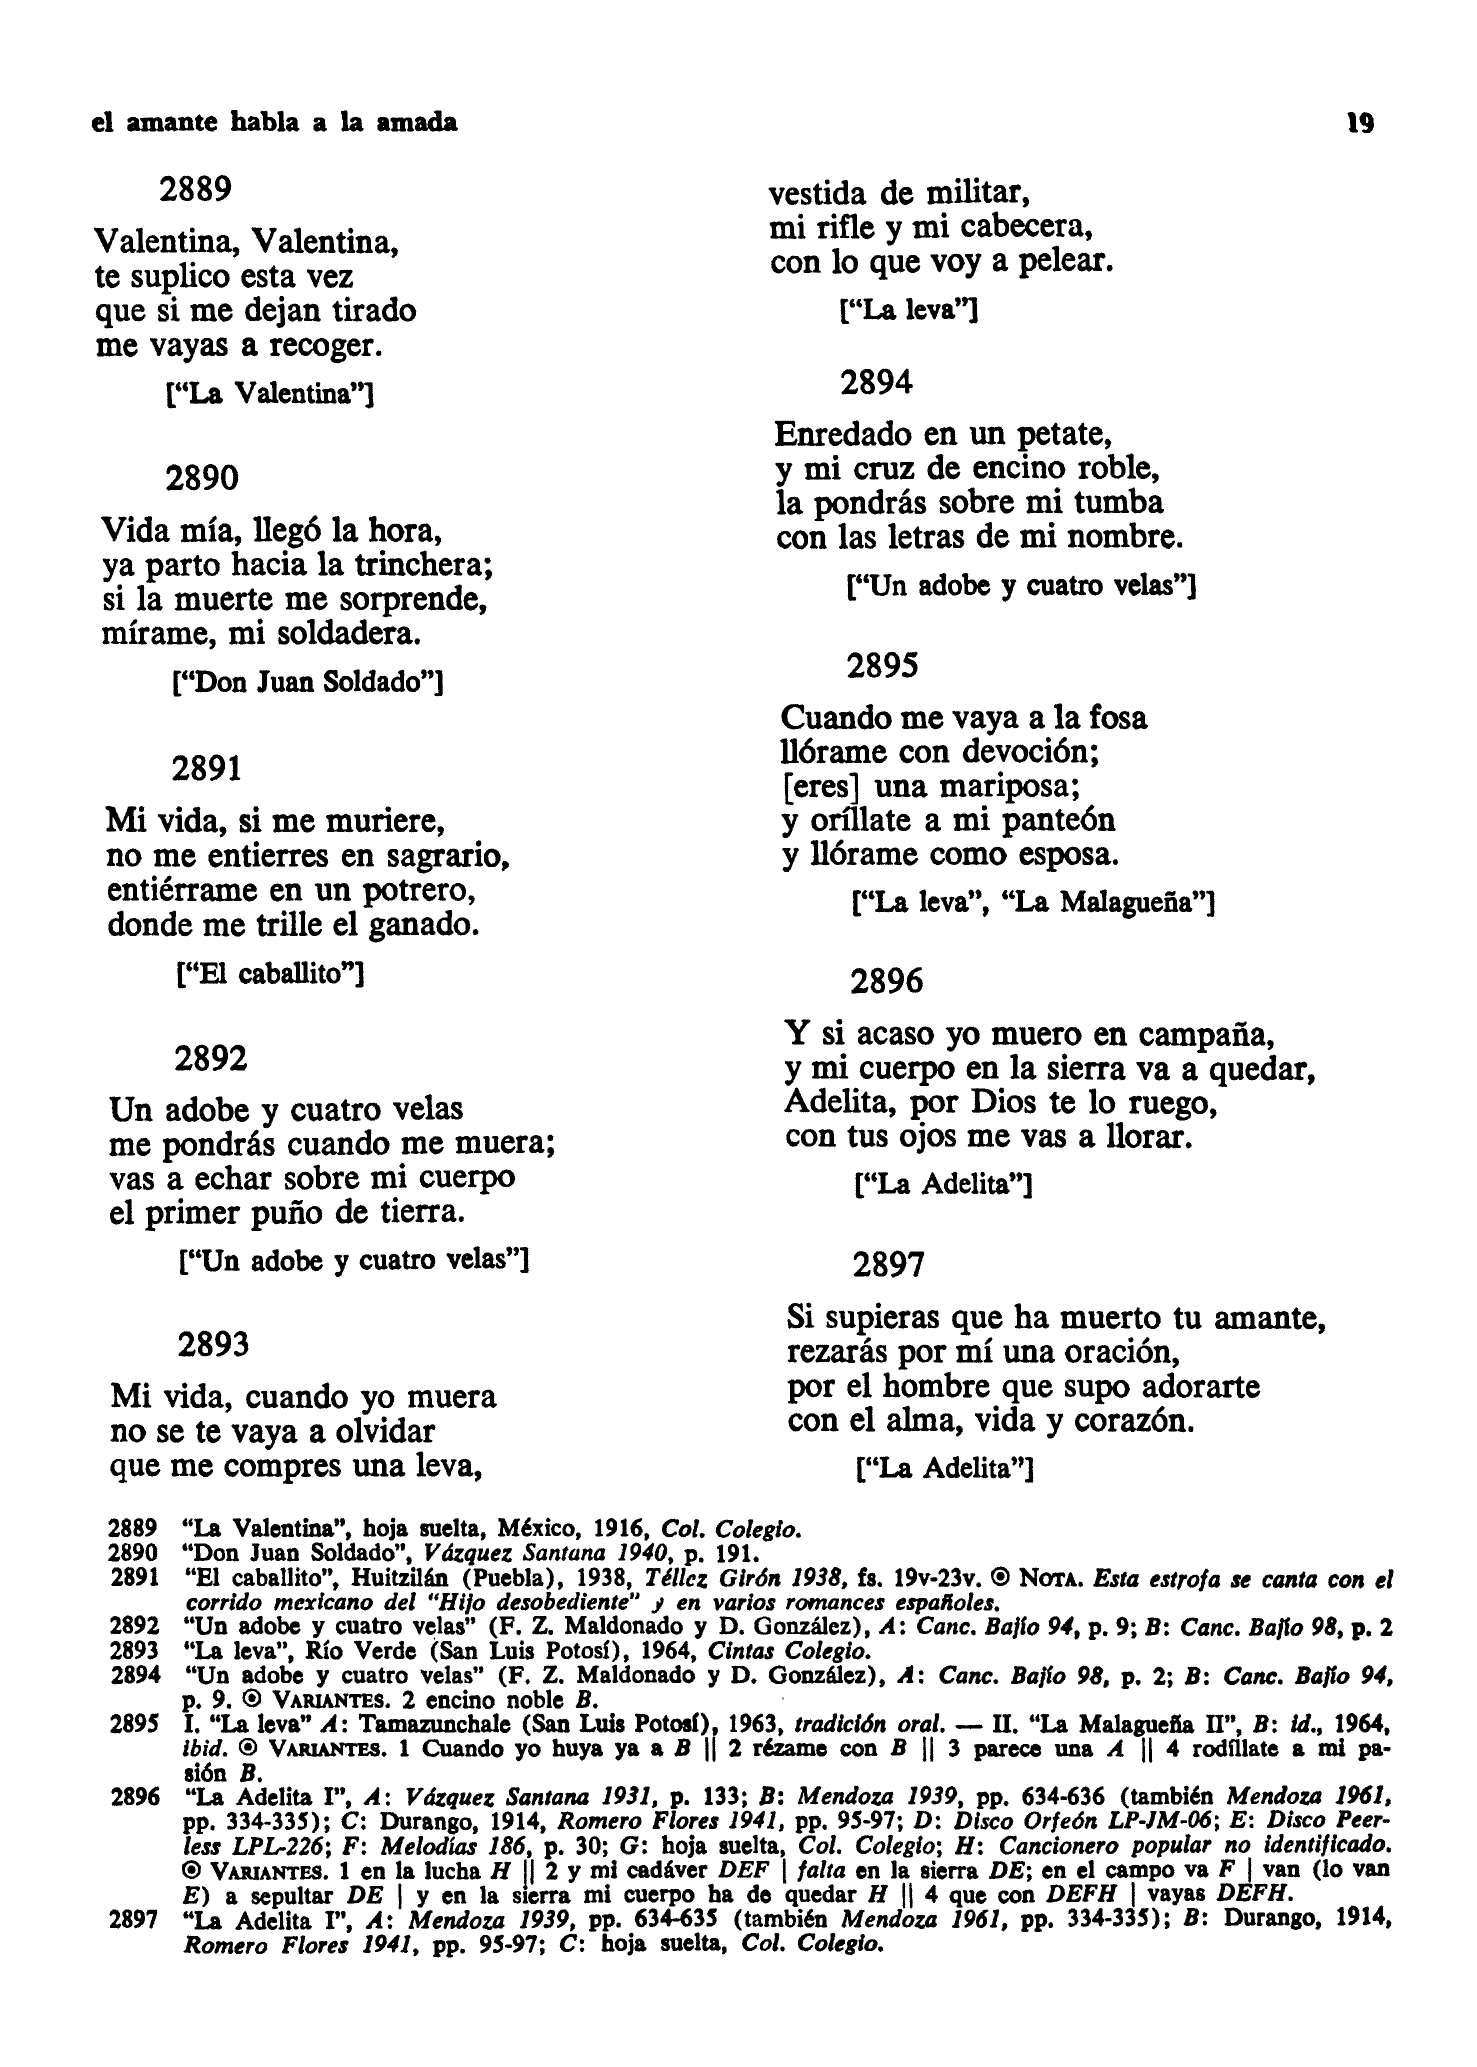 el amante habla a la amada 19
2889
Valentina, Valentina,
te suplico esta vez
que si me dejan tirado
me vayas a recoger.
[“La Valentina”]
2890
Vida mía, llegó la hora,
ya parto hacia la trinchera;
si la muerte me sorprende,
mírame, mi soldadera.
[“Don Juan Soldado”]
2891
Mi vida, si me muriere,
no me entierres en sagrario,
entiérrame en un potrero,
donde me trille el ganado.
[“El caballito”]
2892
Un adobe y cuatro velas
me pondrás cuando me muera;
vas a echar sobre mi cuerpo
el primer puño de tierra.
[“Un adobe y cuatro velas”]
2893
Mi vida, cuando yo muera
no se te vaya a olvidar
que me compres una leva,
vestida de militar,
mi rifle y mi cabecera,
con lo que voy a pelear.
[“La leva”]
2894
Enredado en un petate,
y mi cruz de encino roble,
la pondrás sobre mi tumba
con las letras de mi nombre.
[“Un adobe y cuatro velas”]
2895
Cuando me vaya a la fosa
llórame con devoción;
[eres] una mariposa;
y oríllate a mi panteón
y llórame como esposa.
[“La leva”, “La Malagueña”]
2896
Y si acaso yo muero en campaña,
y mi cuerpo en la sierra va a quedar,
Adelita, por Dios te lo ruego,
con tus ojos me vas a llorar.
[“La Adelita”]
2897
Si supieras que ha muerto tu amante,
rezarás por mí una oración,
por el hombre que supo adorarte
con el alma, vida y corazón.
[“La Adelita”]
2889 “La Valentina”, hoja suelta, México, 1916, Col. Colegio.
2890 “Don Juan Soldado”, Vázquez Santana 1940, p. 191.
2891 “El caballito”, Huitzilán (Puebla), 1938, Téllez Girón 1938, fs. 19v-23v. ⊙ NOTA. Esta estrofa se canta con el
corrido mexicano del “Hijo desobediente” y en varios romances españoles.
2892 “Un adobe y cuatro velas” (F. Z. Maldonado y D. González), A: Canc. Bajío 94, p. 9; B: Canc. Bajío 98, p. 2
2893 “La leva”, Río Verde (San Luis Potosí), 1964, Cintas Colegio.
2894 “Un adobe y cuatro velas” (F. Z. Maldonado y D. González), A: Canc. Bajío 98, p. 2; B: Canc. Bajío 94,
p. 9. ⊙ VARIANTES. 2 encino noble B.
2895 I. “La leva” A: Tamazunchale (San Luis Potosí), 1963, tradición oral. — II. “La Malagueña II”, B: id., 1964,
ibid. ⊙ VARIANTES. 1 Cuando yo huya ya a B || 2 rézame con B || 3 parece una A || 4 rodíllate a mi pa-
sión B.
2896 “La Adelita I”, A: Vázquez Santana 1931, p. 133; B: Mendoza 1939, pp. 634-636 (también Mendoza 1961,
pp. 334-335); C: Durango, 1914, Romero Flores 1941, pp. 95-97; D: Disco Orfeón LP-JM-06; E: Disco Peer-
less LPL-226; F: Melodías 186, p. 30; G: hoja suelta, Col. Colegio; H: Cancionero popular no identificado.
⊙ VARIANTES. 1 en la lucha H || 2 y mi cadáver DEF | falta en la sierra DE; en el campo va F | van (lo van
E) a sepultar DE | y en la sierra mi cuerpo ha de quedar H || 4 que con DEFH | vayas DEFH.
2897 “La Adelita I”, A: Mendoza 1939, pp. 634-635 (también Mendoza 1961, pp. 334-335); B: Durango, 1914,
Romero Flores 1941, pp. 95-97; C: hoja suelta, Col. Colegio.